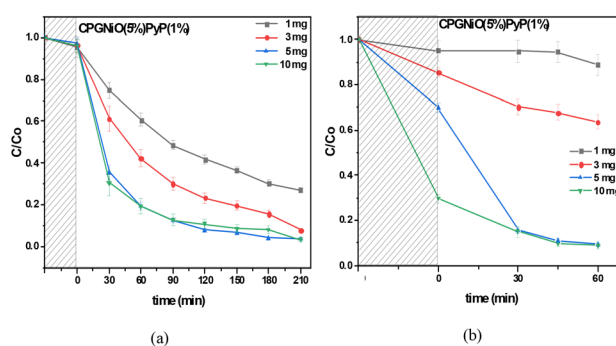 CPGNiO(5%)PyP(1%)
1 mg
3 mg
5 mg
10 mg
1.0
0.8
0.6
0.4
0.2
0.0
C/Co
0 30 60 90 120 150 180 210
time (min)
(a)
CPGNiO(5%)PyP(1%)
1.0
0.8
0.6
0.4
0.2
0.0
C/Co
1 mg
3 mg
5 mg
10 mg
0 30 60
time (min)
(b)